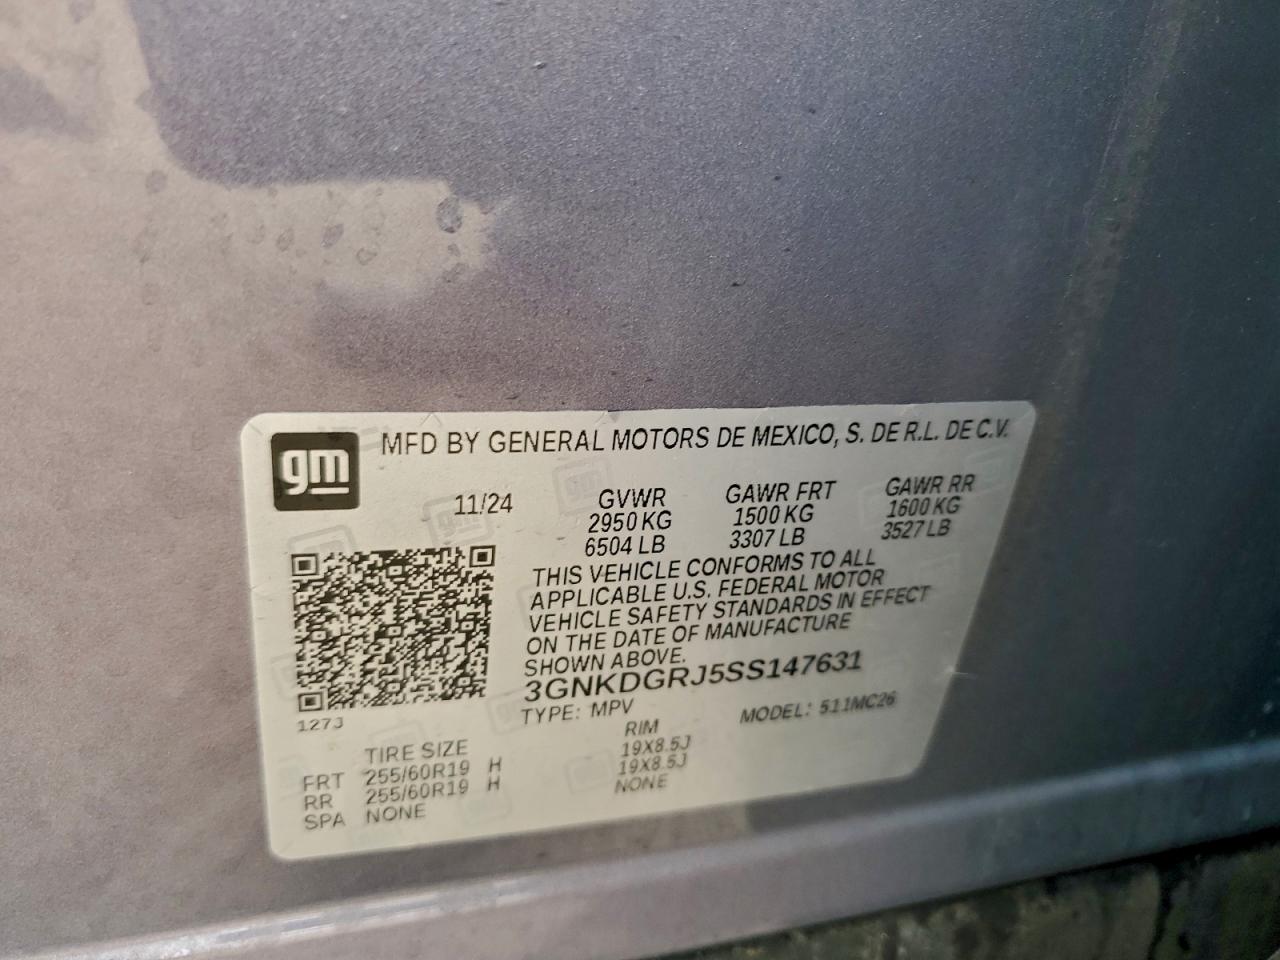 gm
MFD BY GENERAL MOTORS DE MEXICO, S. DE R.L. DE C.V.
11/24
GVWR GAWR FRT GAWR RR
2950 KG 1500 KG 1600 KG
6504 LB 3307 LB 3527 LB
THIS VEHICLE CONFORMS TO ALL
APPLICABLE U.S. FEDERAL MOTOR
VEHICLE SAFETY STANDARDS IN EFFECT
ON THE DATE OF MANUFACTURE
SHOWN ABOVE.
3GNKDGRJ5SS147631
TYPE: MPV MODEL: 511MC26
127J
TIRE SIZE RIM
FRT 255/60R19 H 19X8.5J
RR 255/60R19 H 19X8.5J
SPA NONE NONE